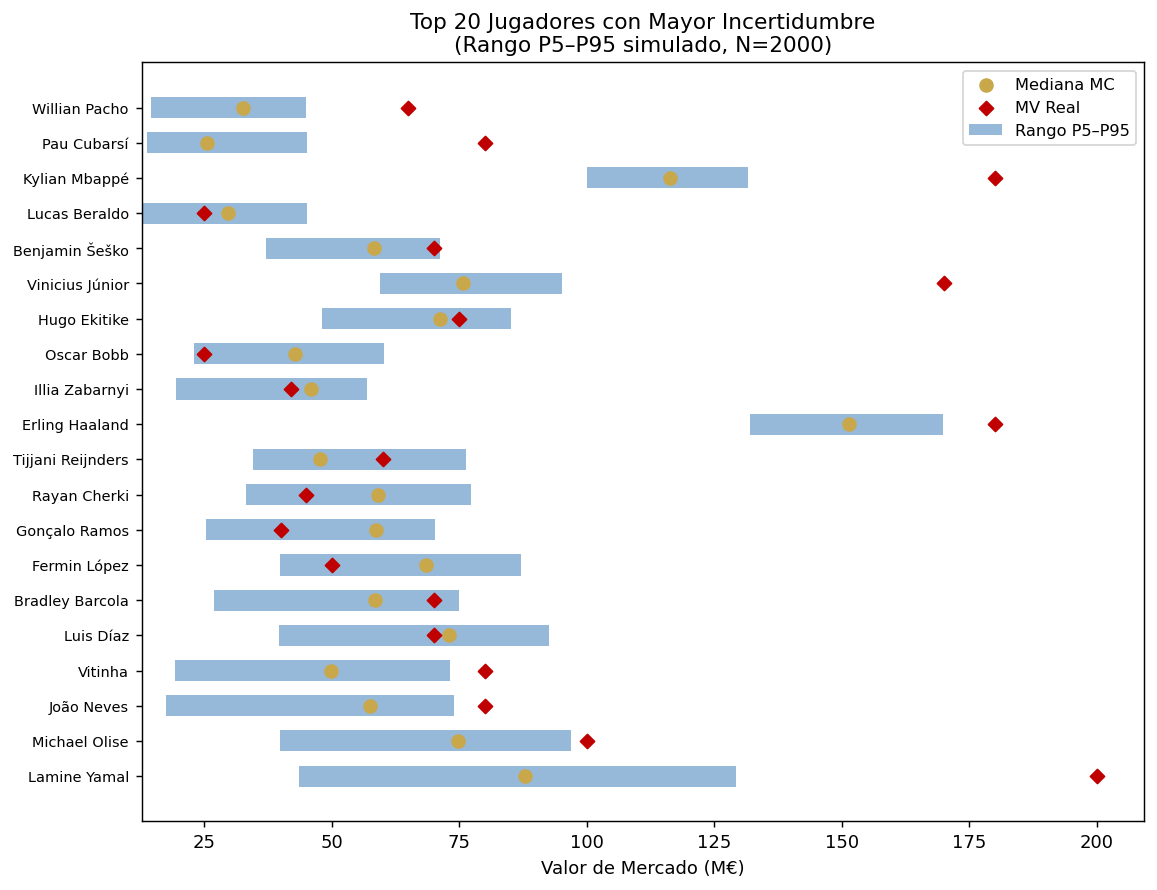 Top 20 Jugadores con Mayor Incertidumbre
(Rango P5–P95 simulado, N=2000)
Mediana MC
MV Real
Rango P5–P95
Willian Pacho
Pau Cubarsí
Kylian Mbappé
Lucas Beraldo
Benjamin Šeško
Vinicius Júnior
Hugo Ekitike
Oscar Bobb
Illia Zabarnyi
Erling Haaland
Tijjani Reijnders
Rayan Cherki
Gonçalo Ramos
Fermin López
Bradley Barcola
Luis Díaz
Vitinha
João Neves
Michael Olise
Lamine Yamal
25 50 75 100 125 150 175 200
Valor de Mercado (M€)